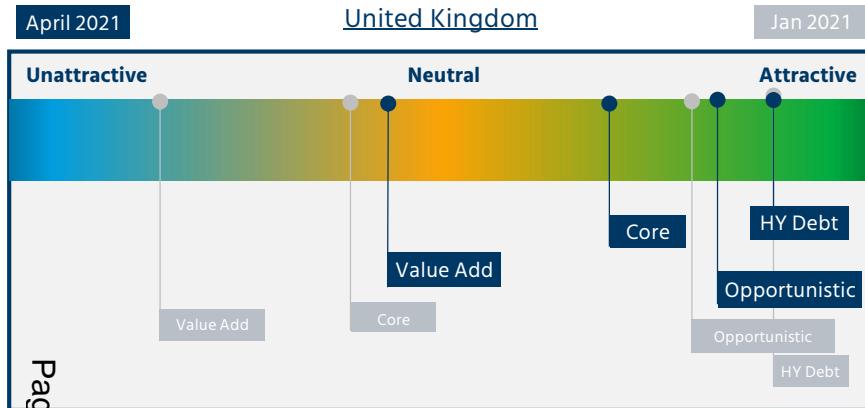 April 2021
United Kingdom
Jan 2021
Unattractive
Neutral
Attractive
Core
HY Debt
Value Add
Opportunistic
Value Add
Core
Opportunistic
HY Debt
Pag